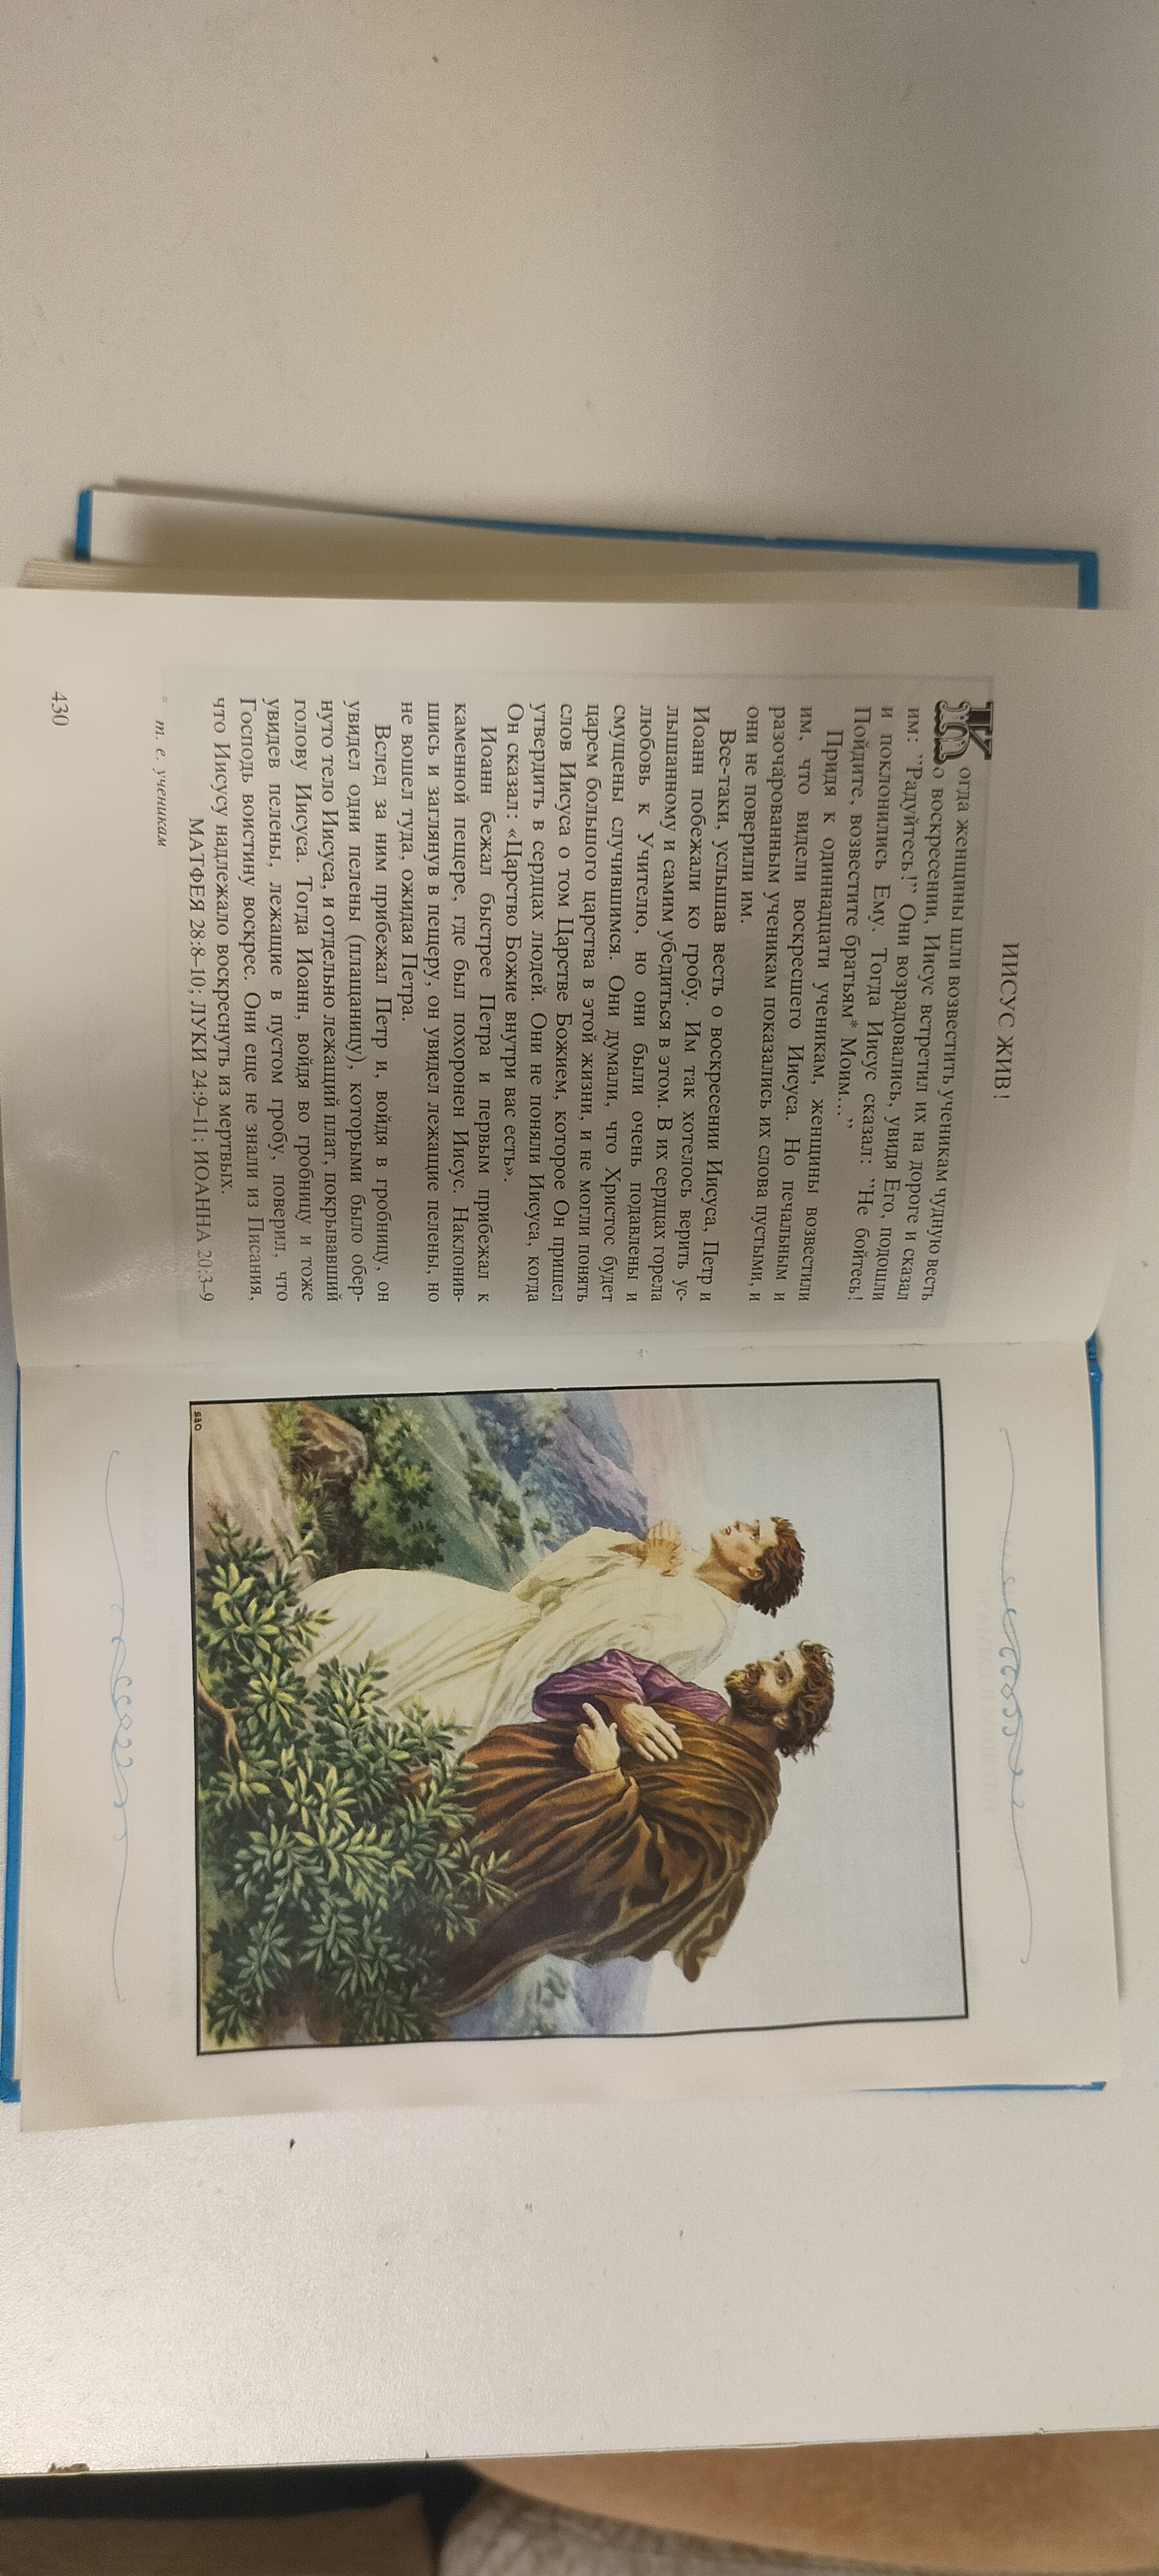 ИИСУС ЖИВ!
Когда женщины шли возвестить ученикам чудную весть
о воскресении, Иисус встретил их на дороге и сказал
им: ”Радуйтесь!” Они возрадовались, увидя Его, подошли
и поклонились Ему. Тогда Иисус сказал: ”Не бойтесь!
Пойдите, возвестите братьям* Моим...”
Придя к одиннадцати ученикам, женщины возвестили
им, что видели воскресшего Иисуса. Но печальным и
разочарованным ученикам показались их слова пустыми, и
они не поверили им.
Все-таки, услышав весть о воскресении Иисуса, Петр и
Иоанн побежали ко гробу. Им так хотелось верить ус-
лышанному и самим убедиться в этом. В их сердцах горела
любовь к Учителю, но они были очень подавлены и
смущены случившимся. Они думали, что Христос будет
царем большого царства в этой жизни, и не могли понять
слов Иисуса о том Царстве Божием, которое Он пришел
утвердить в сердцах людей. Они не поняли Иисуса, когда
Он сказал: «Царство Божие внутри вас есть».
Иоанн бежал быстрее Петра и первым прибежал к
каменной пещере, где был похоронен Иисус. Наклонив-
шись и заглянув в пещеру, он увидел лежащие пелены, но
не вошел туда, ожидая Петра.
Вслед за ним прибежал Петр и, войдя в гробницу, он
увидел одни пелены (плащаницу), которыми было обер-
нуто тело Иисуса, и отдельно лежащий плат, покрывавший
голову Иисуса. Тогда Иоанн, войдя во гробницу и тоже
увидев пелены, лежащие в пустом гробу, поверил, что
Господь воистину воскрес. Они еще не знали из Писания,
что Иисусу надлежало воскреснуть из мертвых.
МАТФЕЯ 28:8–10; ЛУКИ 24:9–11; ИОАННА 20:3–9
* т. е. ученикам
430